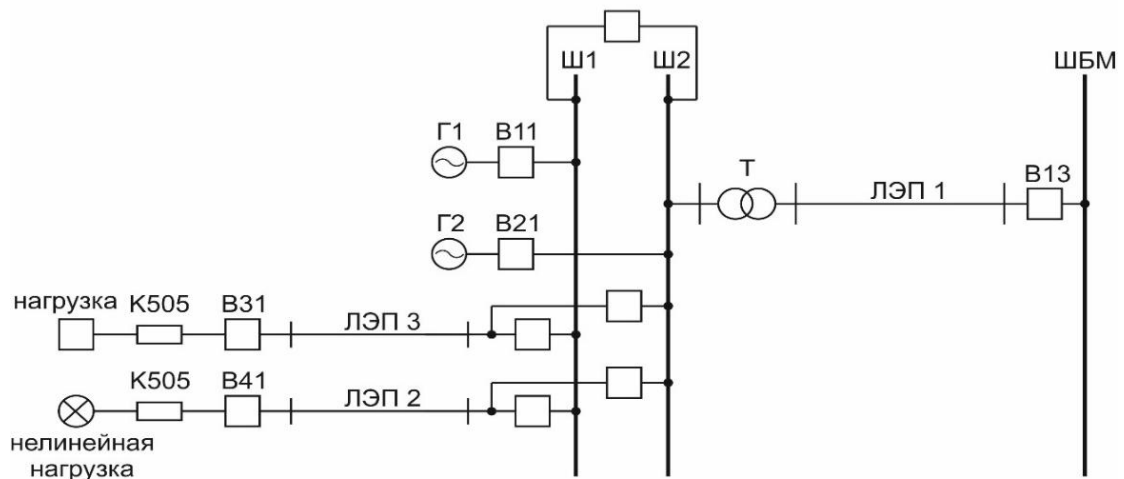 Ш1
Ш2
ШБМ
Г1
В11
Т
В13
ЛЭП 1
Г2
В21
нагрузка
К505
В31
ЛЭП 3
К505
В41
ЛЭП 2
нелинейная
нагрузка